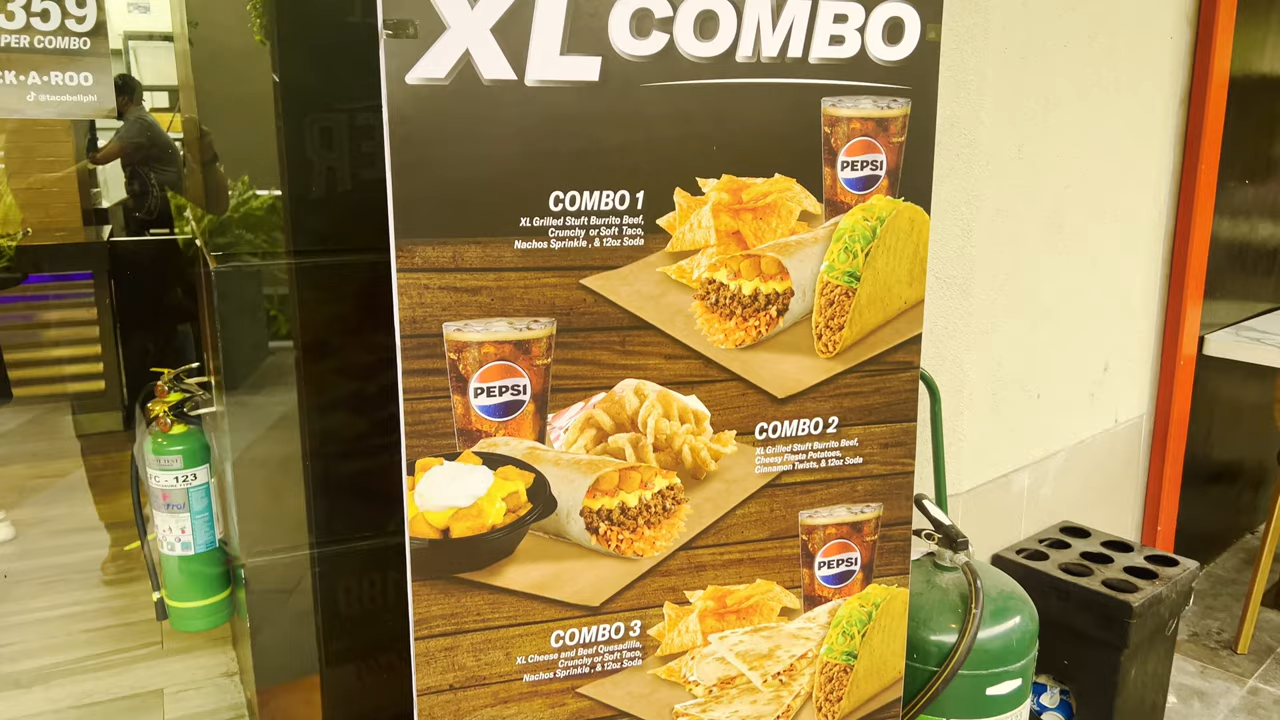 359
PER COMBO
CK•A•ROO
@tacobellphl
XL COMBO
PEPSI
COMBO 1
XL Grilled Stuft Burrito Beef,
Crunchy or Soft Taco,
Nachos Sprinkle , & 12oz Soda
PEPSI
COMBO 2
XL Grilled Stuft Burrito Beef,
Cheesy Fiesta Potatoes,
Cinnamon Twists, & 12oz Soda
PEPSI
COMBO 3
XL Cheese and Beef Quesadilla,
Crunchy or Soft Taco,
Nachos Sprinkle , & 12oz Soda
FC - 123